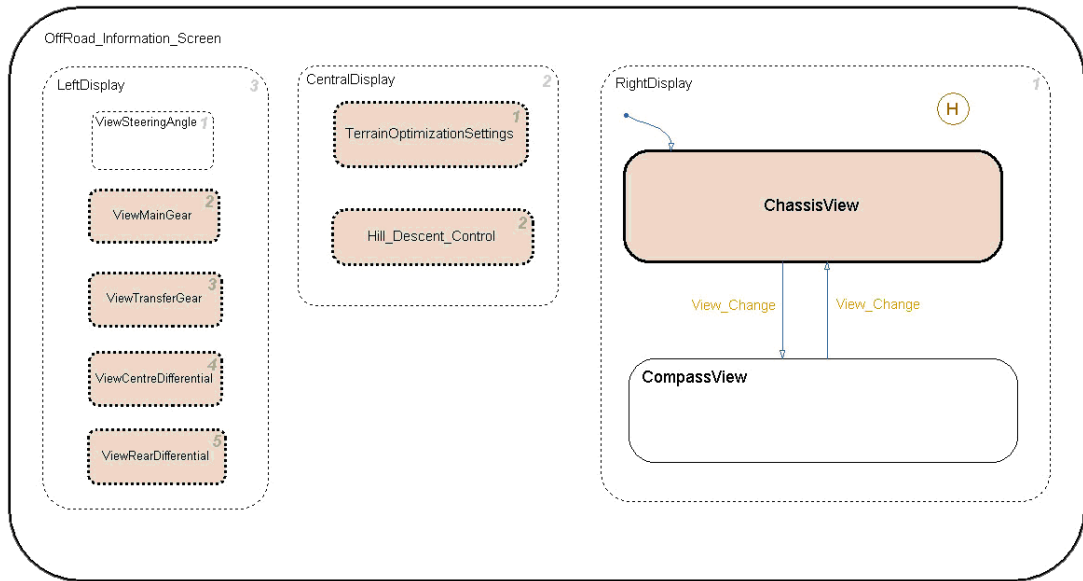 OffRoad_Information_Screen
LeftDisplay
3
ViewSteeringAngle
1
ViewMainGear
2
ViewTransferGear
3
ViewCentreDifferential
4
ViewRearDifferential
5
CentralDisplay
2
TerrainOptimizationSettings
1
Hill_Descent_Control
2
RightDisplay
1
H
ChassisView
View_Change
View_Change
CompassView